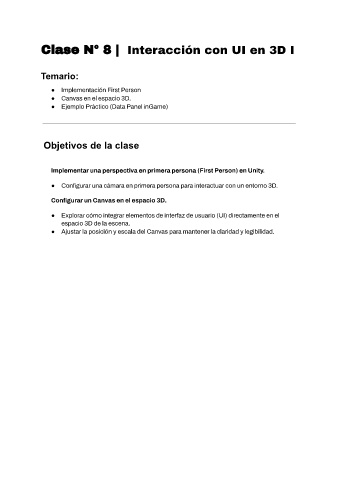 Clase N° 8 | Interacción con UI en 3D I
Temario:
● Implementación First Person
● Canvas en el espacio 3D.
● Ejemplo Práctico (Data Panel inGame)
Objetivos de la clase
Implementar una perspectiva en primera persona (First Person) en Unity.
● Configurar una cámara en primera persona para interactuar con un entorno 3D.
Configurar un Canvas en el espacio 3D.
● Explorar cómo integrar elementos de interfaz de usuario (UI) directamente en el
espacio 3D de la escena.
● Ajustar la posición y escala del Canvas para mantener la claridad y legibilidad.